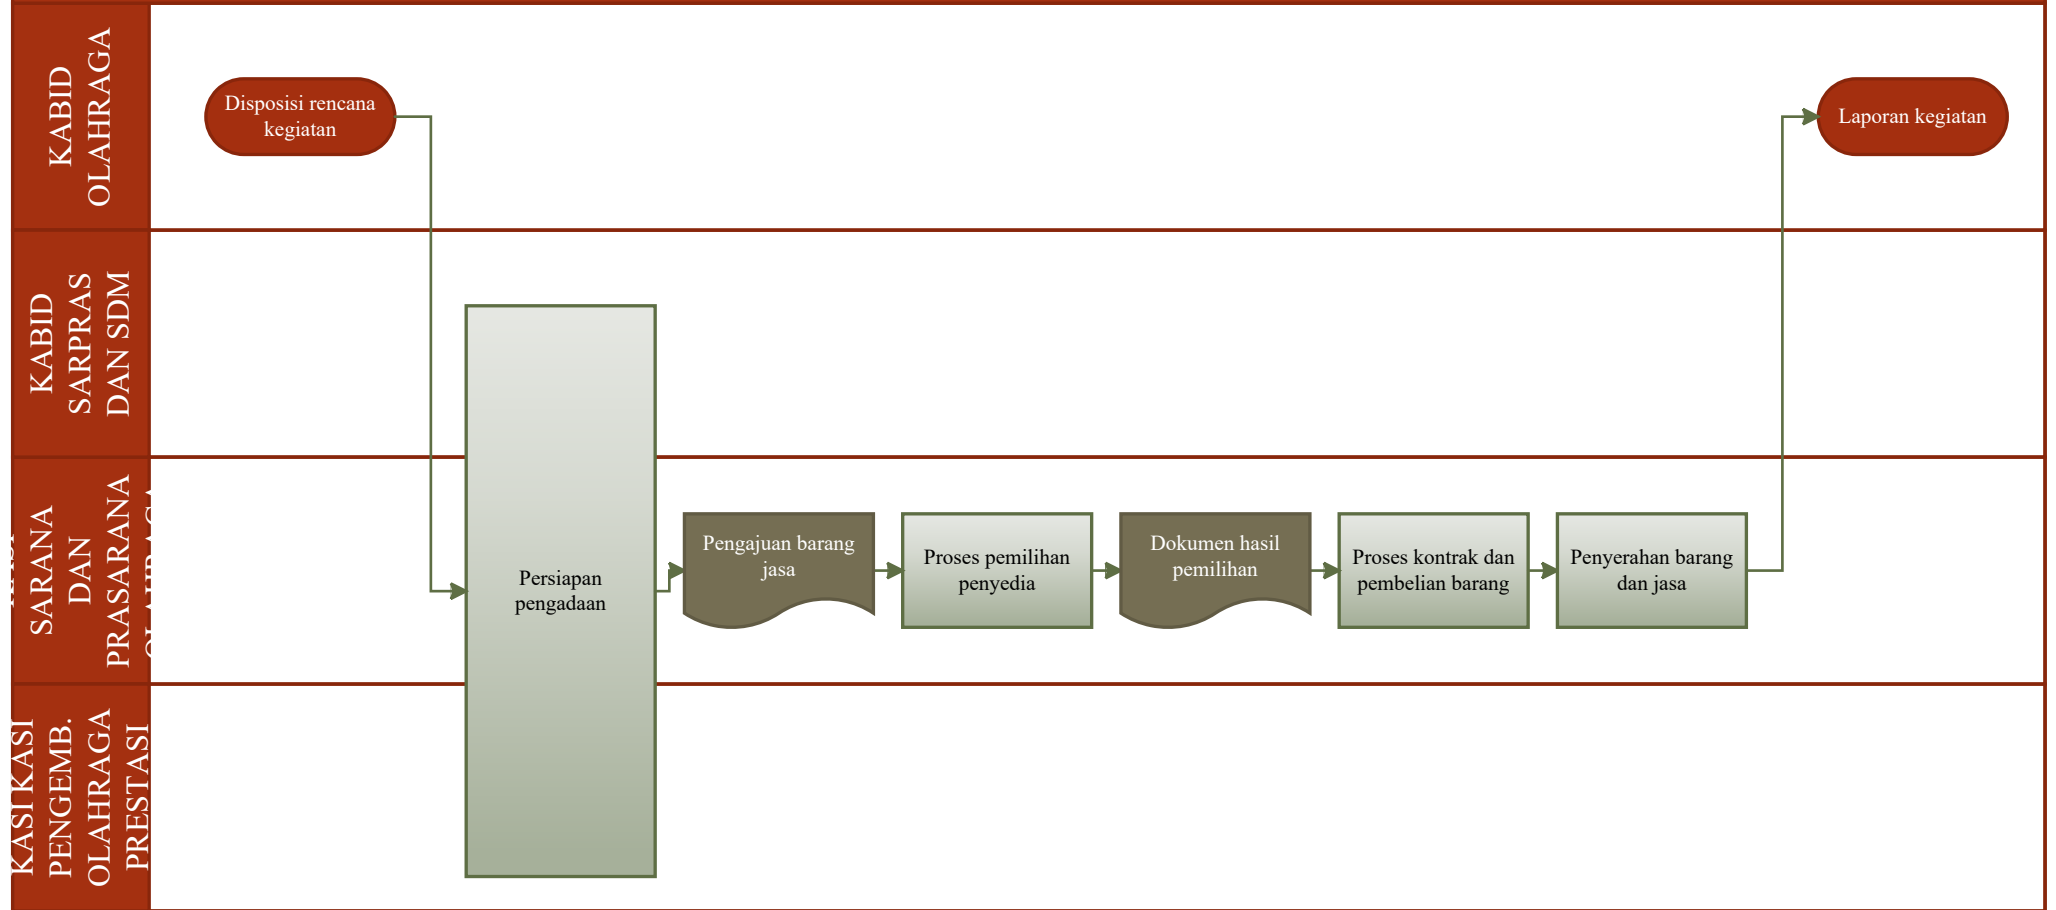 KABID
OLAHRAGA
Disposisi rencana
kegiatan
Laporan kegiatan
KABID
SARPRAS
DAN SDM
SARANA
DAN
PRASARANA
Persiapan
pengadaan
Pengajuan barang
jasa
Proses pemilihan
penyedia
Dokumen hasil
pemilihan
Proses kontrak dan
pembelian barang
Penyerahan barang
dan jasa
KASI KASI
PENGEMB.
OLAHRAGA
PRESTASI